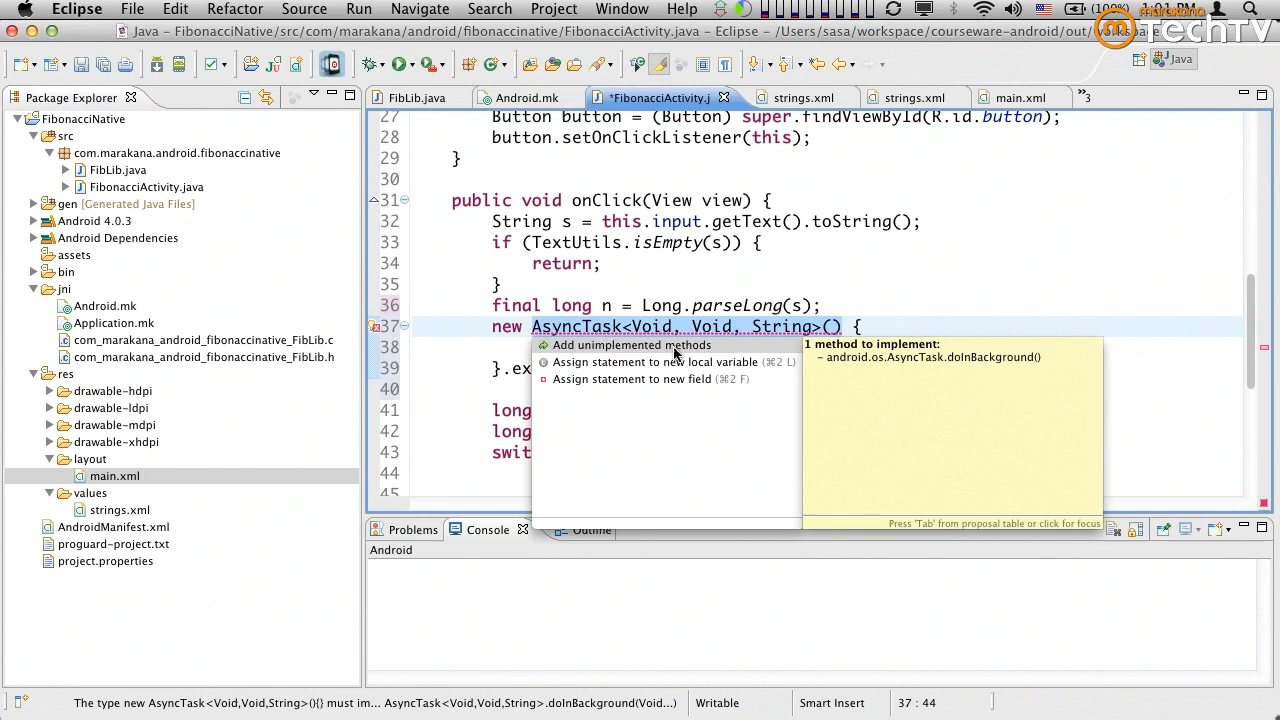 Eclipse File Edit Refactor Source Run Navigate Search Project Window Help (100%) 1:01 PM
marakana
TechTV
Java – FibonacciNative/src/com/marakana/android/fibonaccinative/FibonacciActivity.java – Eclipse – /Users/sasa/workspace/courseware-android/out/workspace
Java
Package Explorer
FibLib.java Android.mk *FibonacciActivity.j strings.xml strings.xml main.xml »3
FibonacciNative
src
com.marakana.android.fibonaccinative
FibLib.java
FibonacciActivity.java
gen [Generated Java Files]
Android 4.0.3
Android Dependencies
assets
bin
jni
Android.mk
Application.mk
com_marakana_android_fibonaccinative_FibLib.c
com_marakana_android_fibonaccinative_FibLib.h
res
drawable-hdpi
drawable-ldpi
drawable-mdpi
drawable-xhdpi
layout
main.xml
values
strings.xml
AndroidManifest.xml
proguard-project.txt
project.properties
27 Button button = (Button) super.findViewById(R.id.button);
28 button.setOnClickListener(this);
29 }
30
31 public void onClick(View view) {
32 String s = this.input.getText().toString();
33 if (TextUtils.isEmpty(s)) {
34 return;
35 }
36 final long n = Long.parseLong(s);
37 new AsyncTask<Void, Void, String>() {
38
39 }.ex
40
41 long
42 long
43 swit
44
45
Add unimplemented methods
Assign statement to new local variable (⌘2 L)
Assign statement to new field (⌘2 F)
1 method to implement:
- android.os.AsyncTask.doInBackground()
Press 'Tab' from proposal table or click for focus
Problems Console Outline
Android
The type new AsyncTask<Void,Void,String>(){} must im... AsyncTask<Void,Void,String>.doInBackground(Void...) Writable Smart Insert 37 : 44